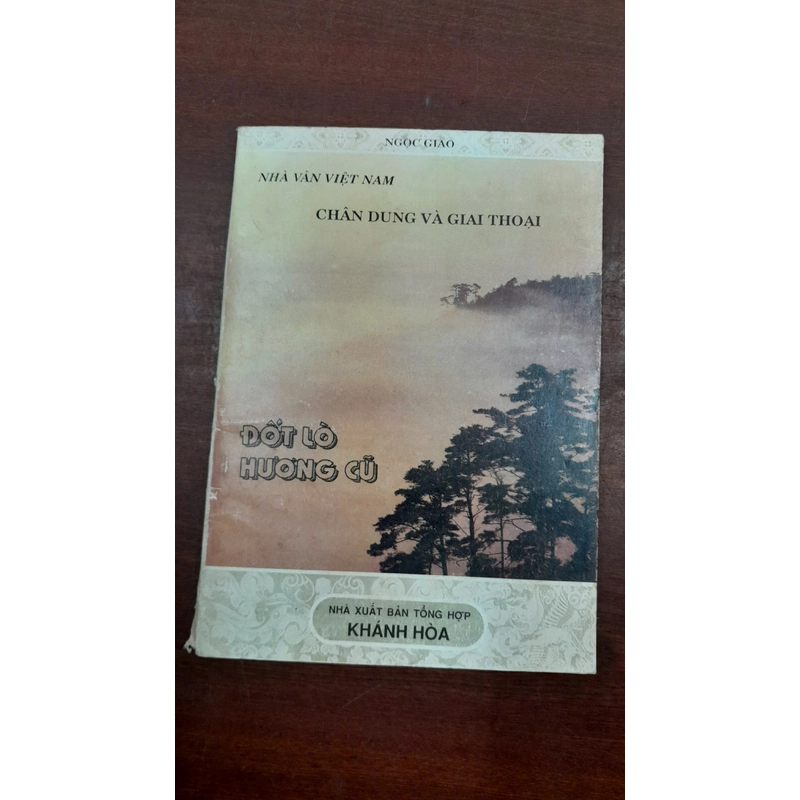 NGỌC GIAO
NHÀ VĂN VIỆT NAM
CHÂN DUNG VÀ GIAI THOẠI
ĐỐT LÒ
HƯƠNG CŨ
NHÀ XUẤT BẢN TỔNG HỢP
KHÁNH HÒA